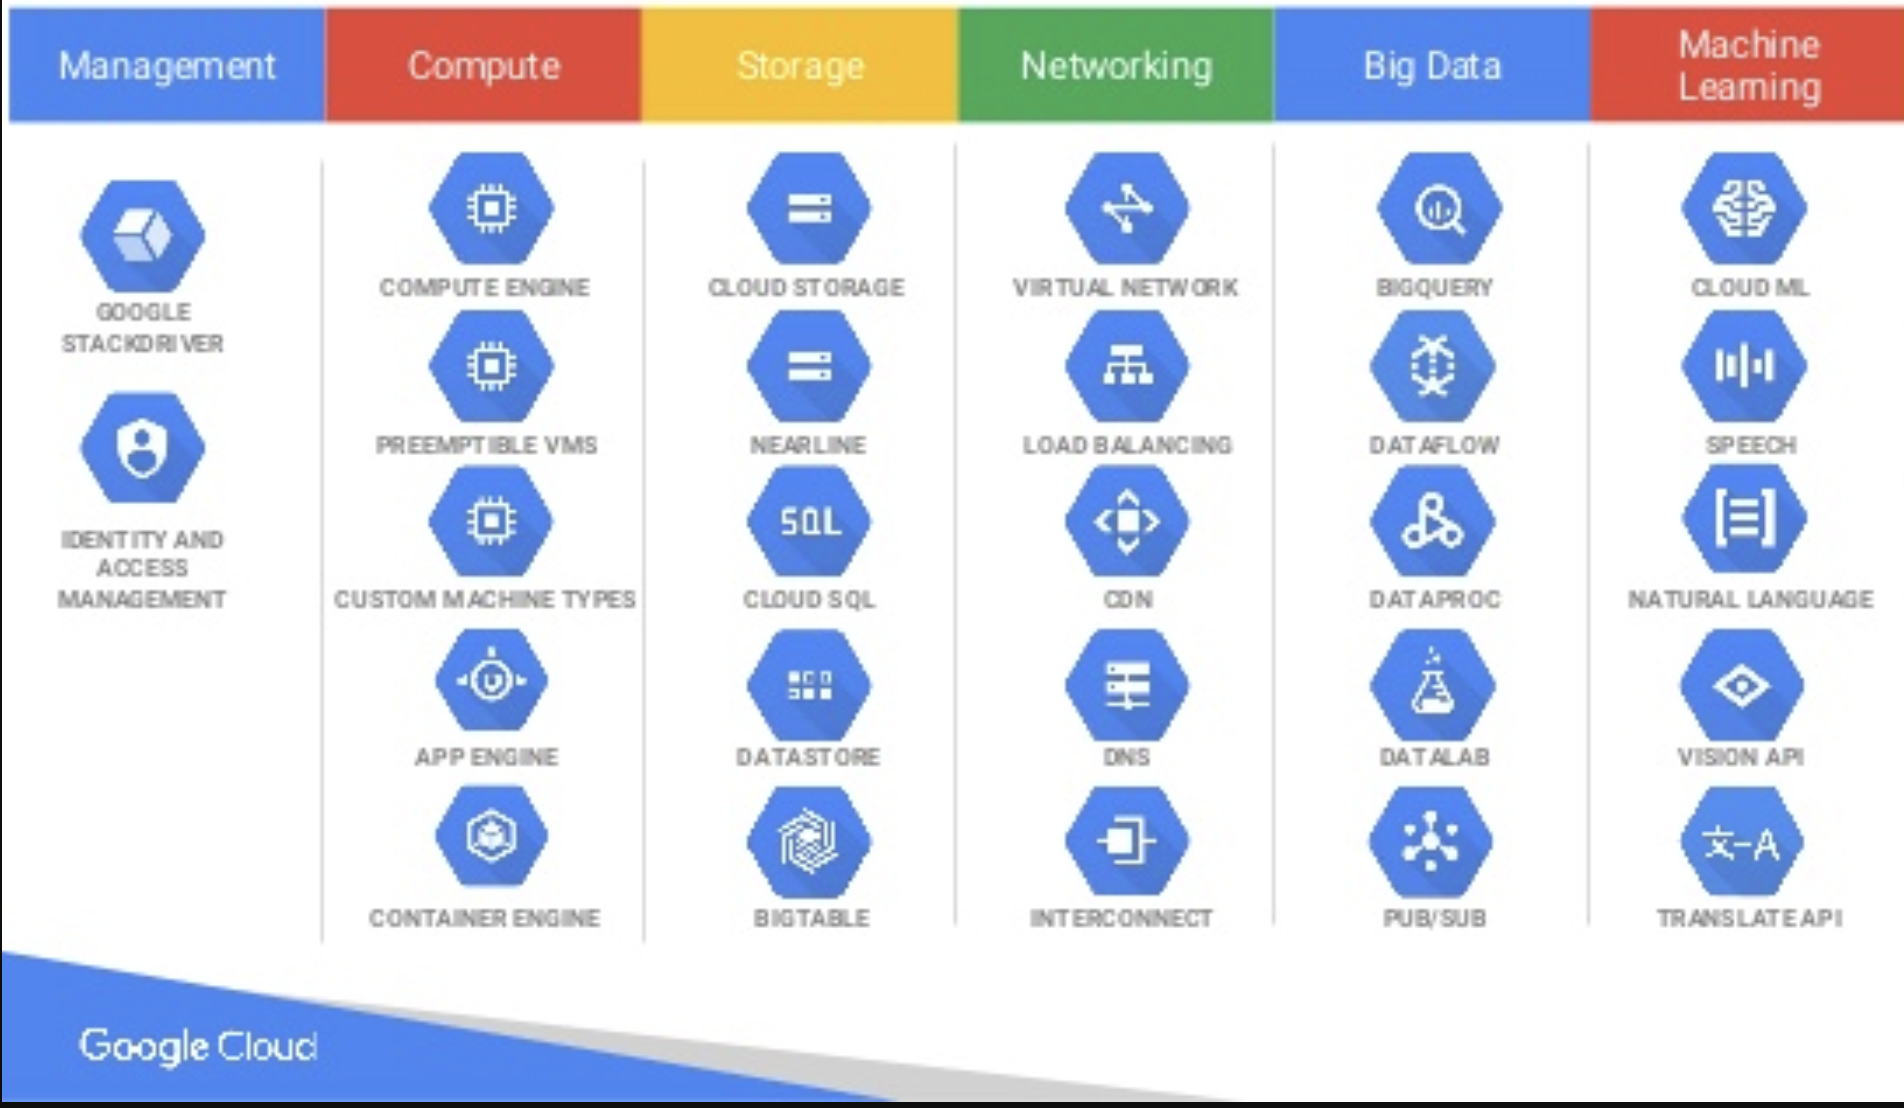 Management
Compute
Storage
Networking
Big Data
Machine
Learning
GOOGLE
STACKDRIVER
IDENTITY AND
ACCESS
MANAGEMENT
COMPUTE ENGINE
PREEMPTIBLE VMS
CUSTOM MACHINE TYPES
APP ENGINE
CONTAINER ENGINE
CLOUD STORAGE
NEARLINE
SQL
CLOUD SQL
DATASTORE
BIGTABLE
VIRTUAL NETWORK
LOAD BALANCING
CDN
DNS
INTERCONNECT
BIGQUERY
DATAFLOW
DATAPROC
DATALAB
PUB/SUB
CLOUD ML
SPEECH
NATURAL LANGUAGE
VISION API
文-A
TRANSLATE API
Google Cloud